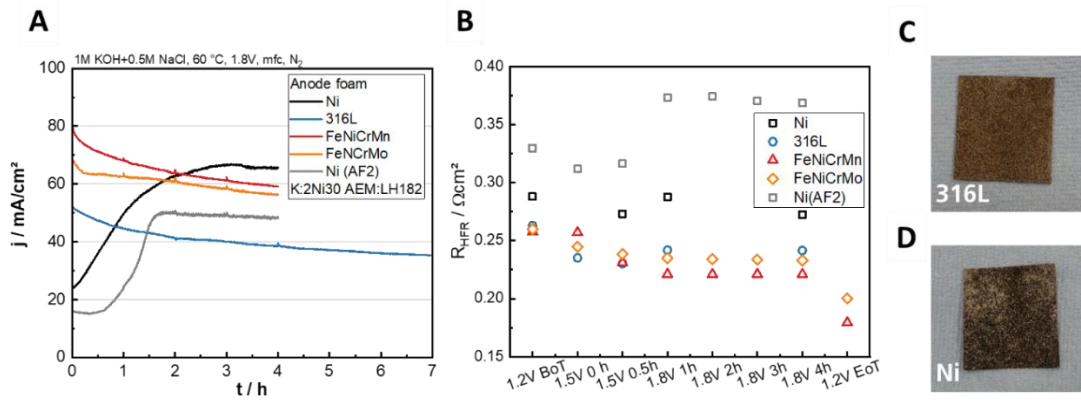 A
1M KOH+0.5M NaCl, 60 °C, 1.8V, mfc, N2
100
80
60
40
20
0
j / mA/cm²
0 1 2 3 4 5 6 7
t / h
Anode foam
Ni
316L
FeNiCrMn
FeNCrMo
Ni (AF2)
K:2Ni30 AEM:LH182
B
0.40
0.35
0.30
0.25
0.20
0.15
RHFR / Ωcm²
1.2V BoT 1.5V 0 h 1.5V 0.5h 1.8V 1h 1.8V 2h 1.8V 3h 1.8V 4h 1.2V EoT
Ni
316L
FeNiCrMn
FeNiCrMo
Ni(AF2)
C
316L
D
Ni